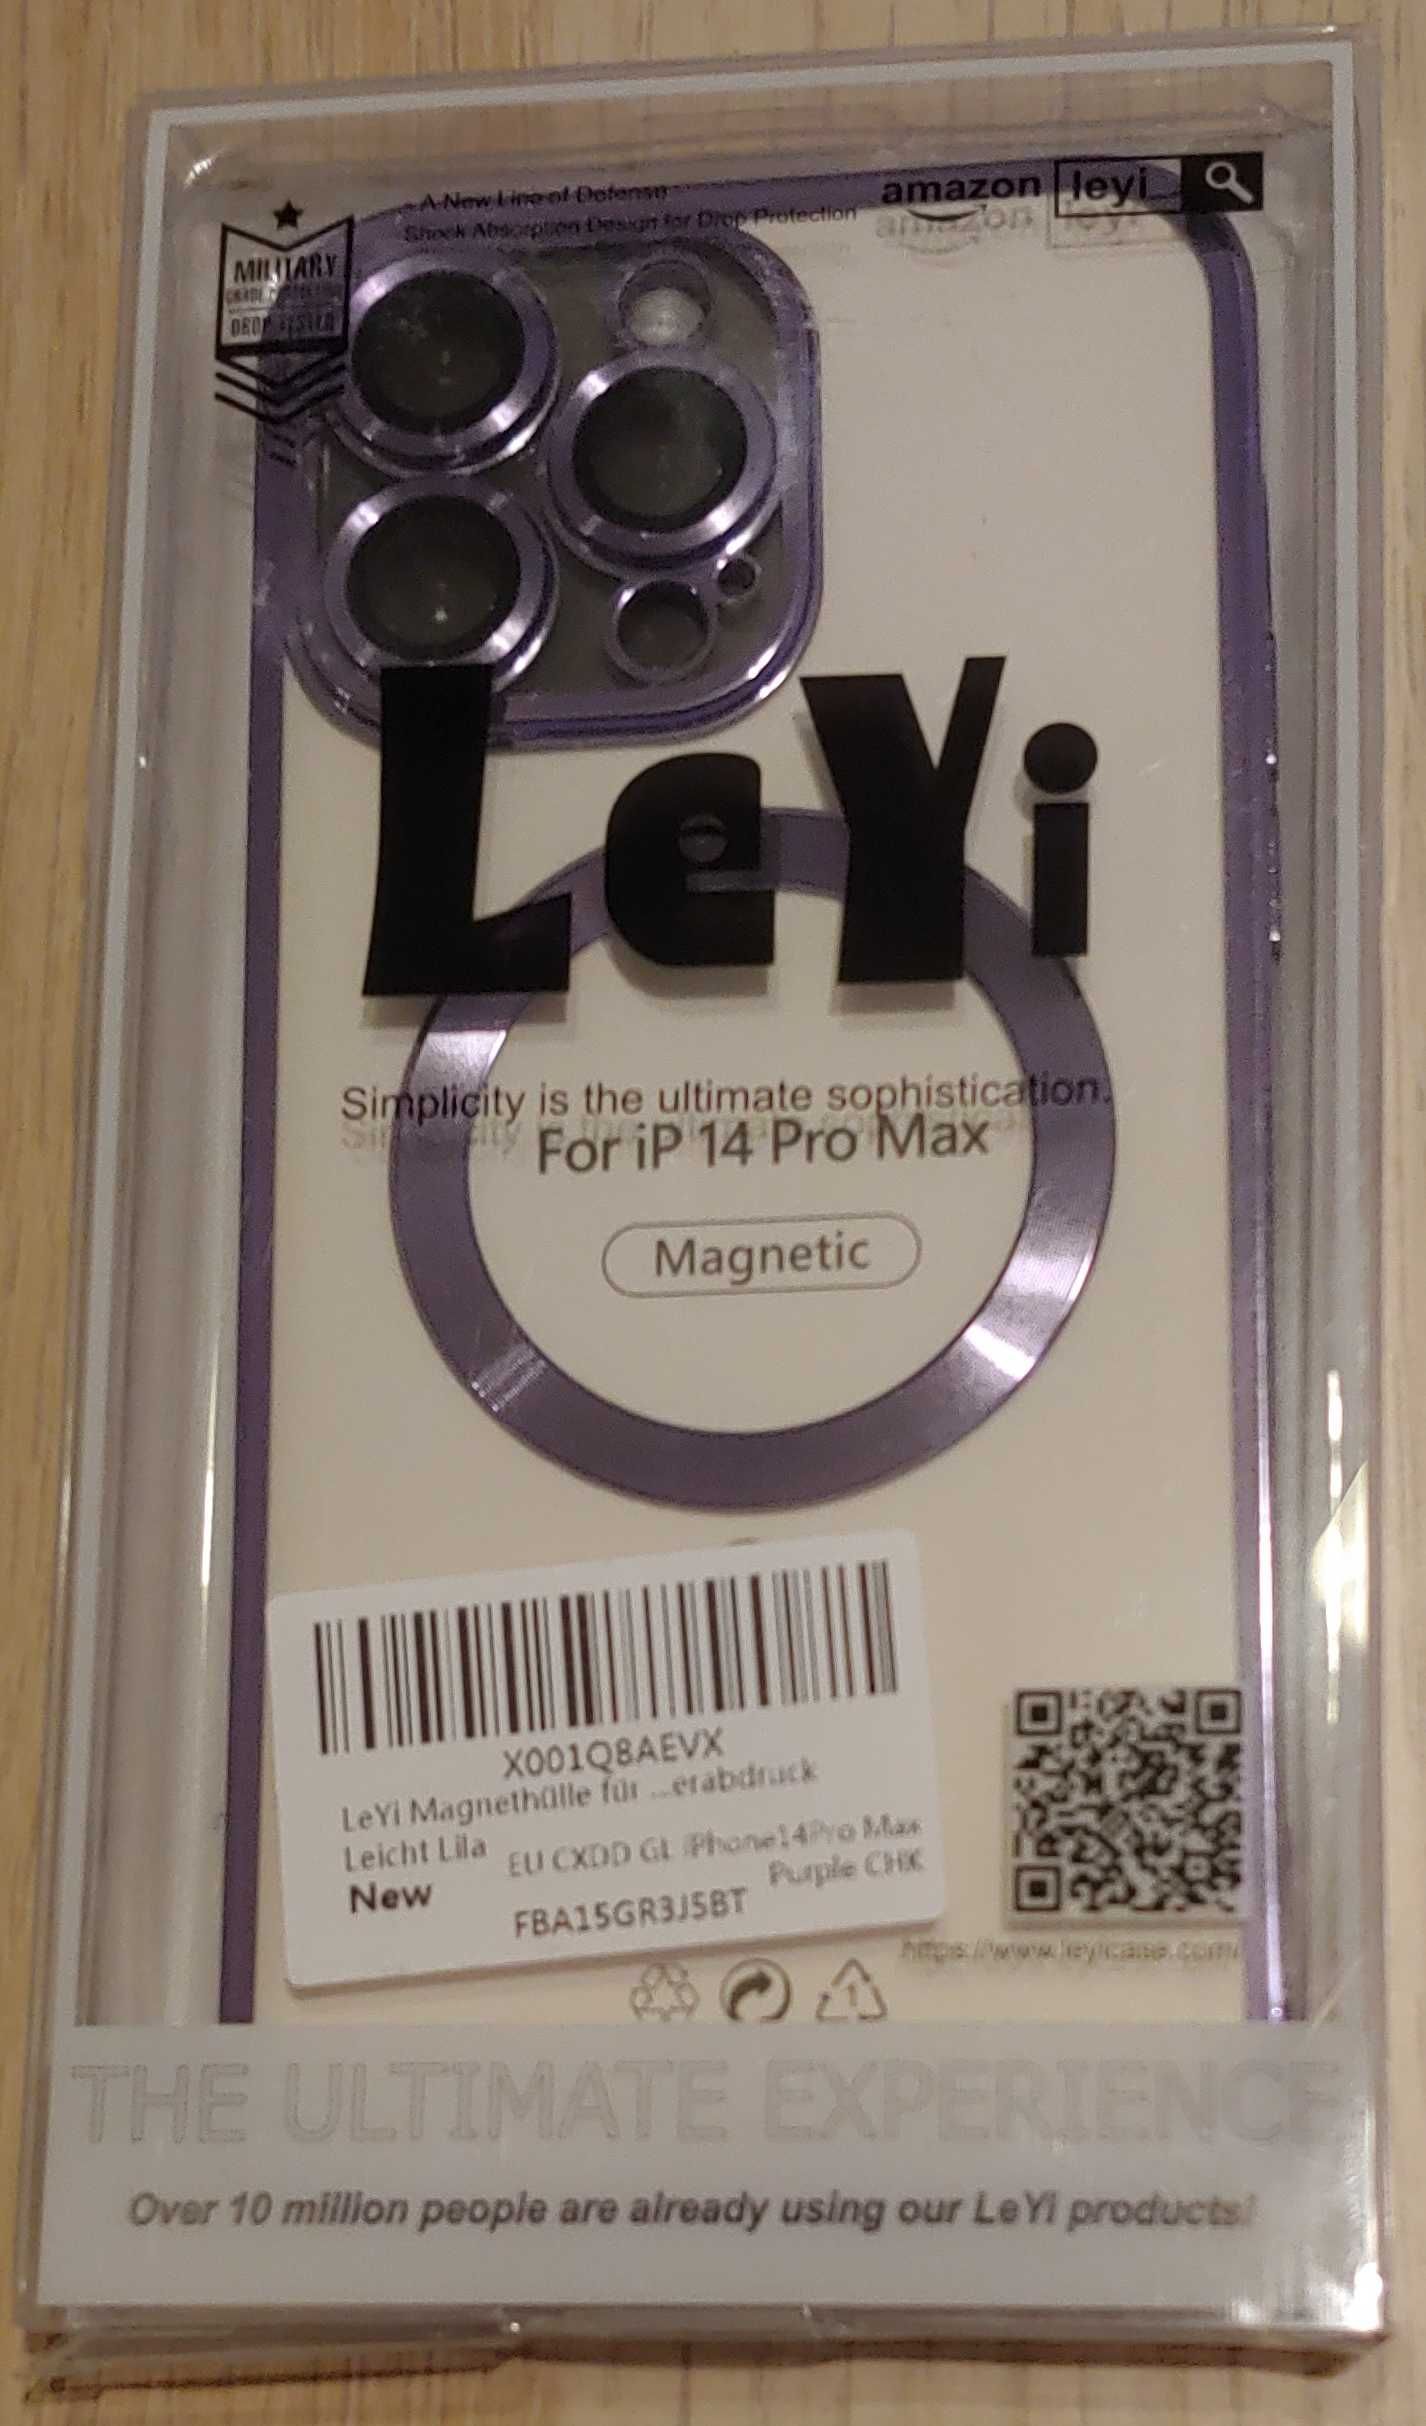 A New Line of Defense
Shock Absorption Design for Drop Protection
amazon leyi
MILITARY
DROP TESTED
LeYi
Simplicity is the ultimate sophistication.
For iP 14 Pro Max
Magnetic
X001Q8AEVX
LeYi Magnethülle für ...erabdruck
Leicht Lila
EU CXDD GL iPhone14Pro Max
Purple CHK
New
FBA15GR3J5BT
https://www.leyicase.com/
1
THE ULTIMATE EXPERIENCE
Over 10 million people are already using our LeYi products!